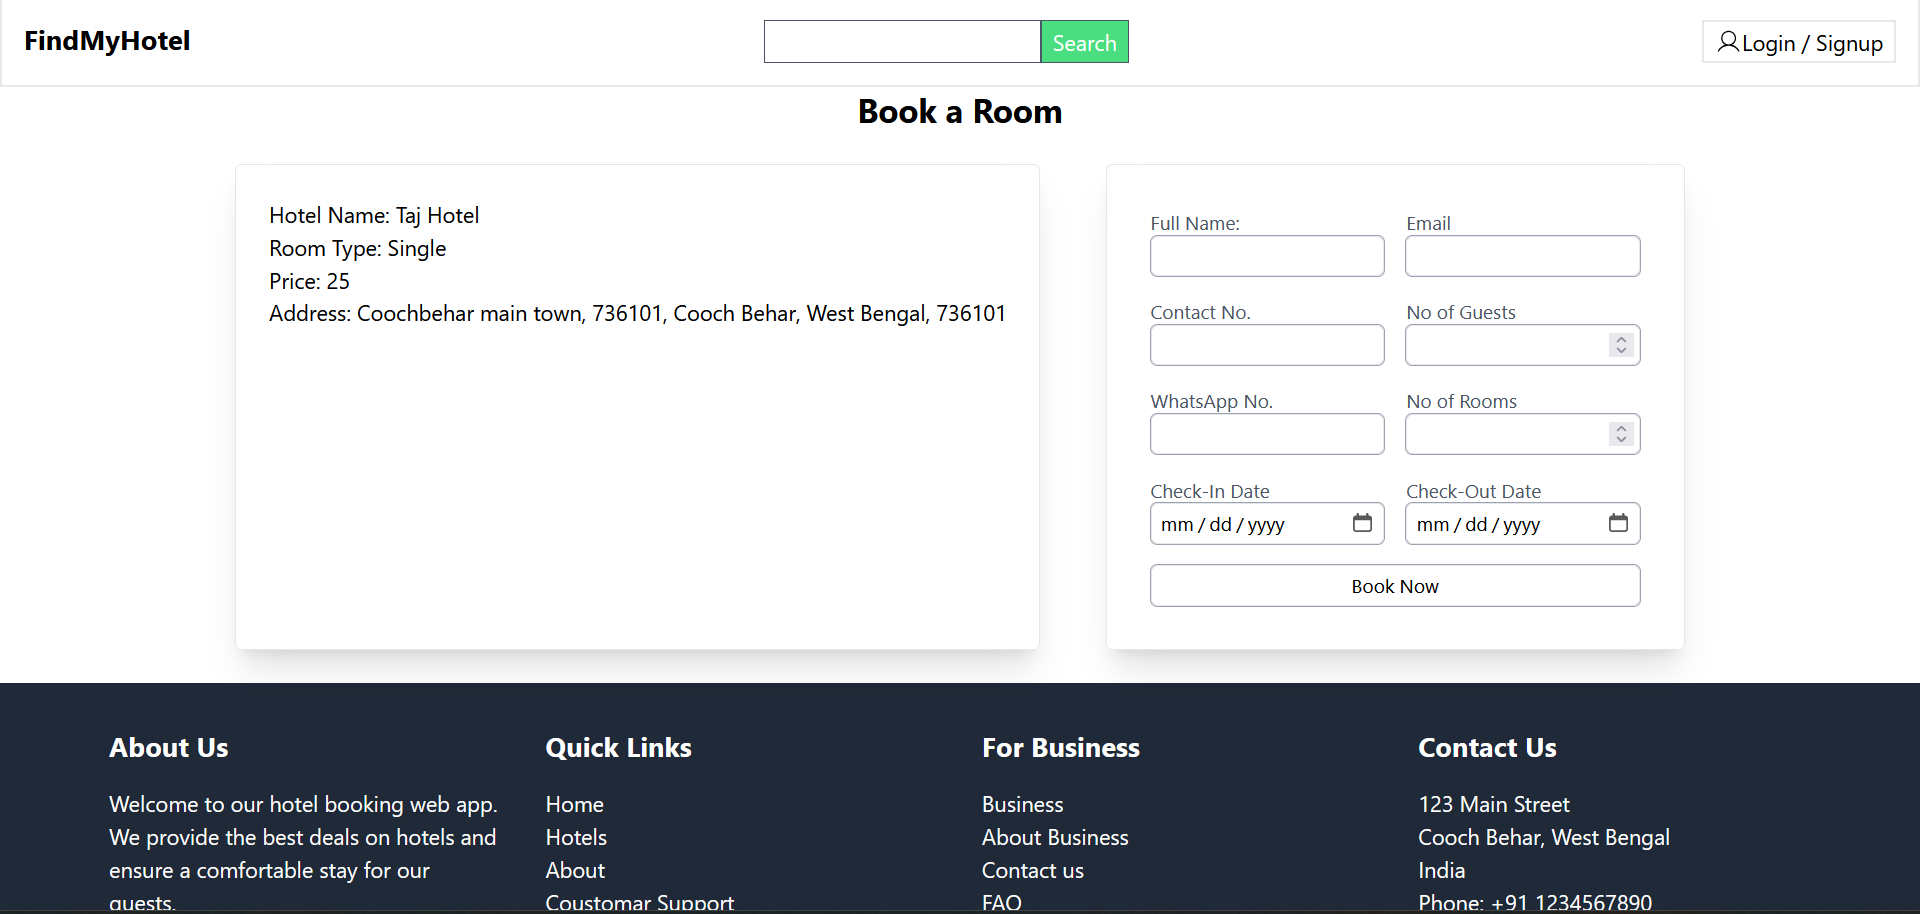 FindMyHotel
Search
Login / Signup
Book a Room
Hotel Name: Taj Hotel
Room Type: Single
Price: 25
Address: Coochbehar main town, 736101, Cooch Behar, West Bengal, 736101
Full Name:
Email
Contact No.
No of Guests
WhatsApp No.
No of Rooms
Check-In Date
Check-Out Date
mm / dd / yyyy
mm / dd / yyyy
Book Now
About Us
Welcome to our hotel booking web app.
We provide the best deals on hotels and
ensure a comfortable stay for our
guests.
Quick Links
Home
Hotels
About
Coustomar Support
For Business
Business
About Business
Contact us
FAQ
Contact Us
123 Main Street
Cooch Behar, West Bengal
India
Phone: +91 1234567890